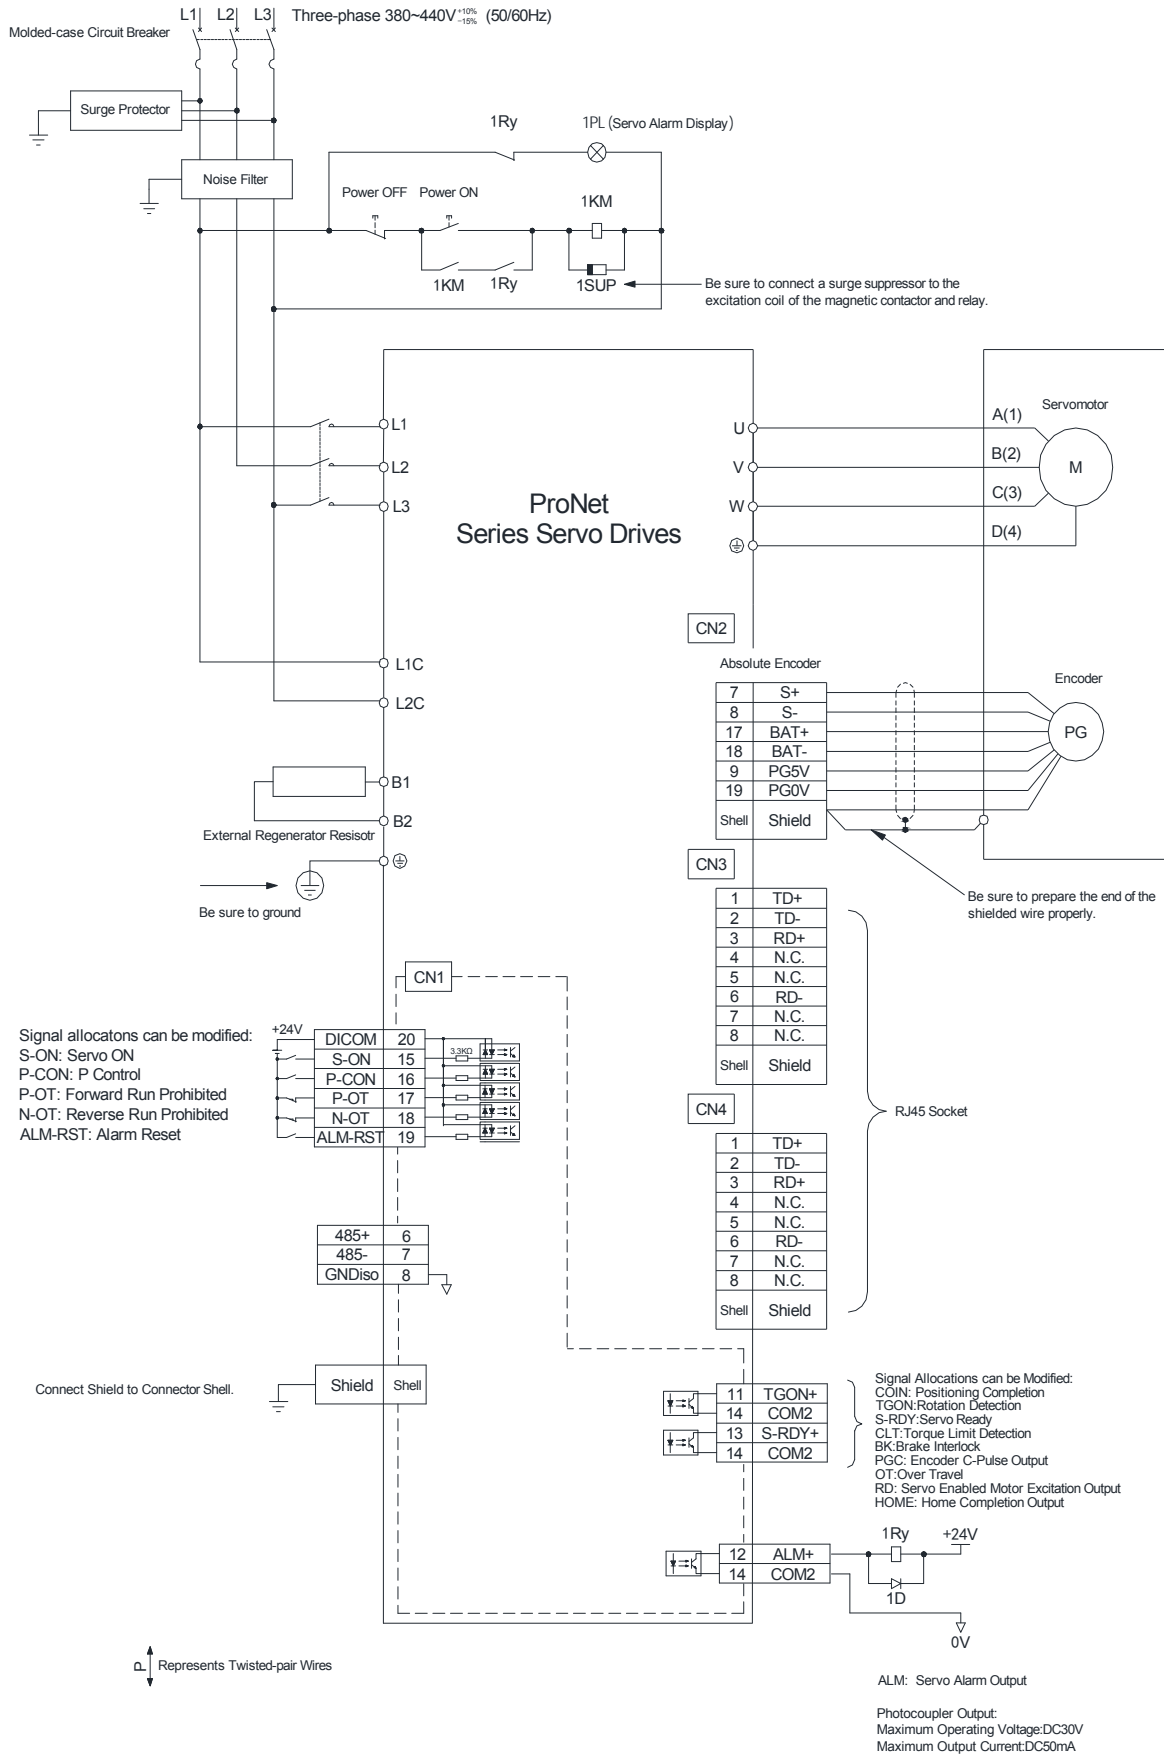 L1 L2 L3 Three-phase 380~440V +10% -15% (50/60Hz)
Molded-case Circuit Breaker
Surge Protector
Noise Filter
1Ry 1PL (Servo Alarm Display)
Power OFF Power ON
1KM
1KM 1Ry 1SUP
Be sure to connect a surge suppressor to the
excitation coil of the magnetic contactor and relay.
L1
L2
L3
ProNet
Series Servo Drives
U
V
W
A(1)
B(2)
C(3)
D(4)
Servomotor
M
L1C
L2C
B1
B2
External Regenerator Resisotr
Be sure to ground
CN2
Absolute Encoder
7 S+
8 S-
17 BAT+
18 BAT-
9 PG5V
19 PG0V
Shell Shield
Encoder
PG
Be sure to prepare the end of the
shielded wire properly.
CN3
1 TD+
2 TD-
3 RD+
4 N.C.
5 N.C.
6 RD-
7 N.C.
8 N.C.
Shell Shield
CN4
1 TD+
2 TD-
3 RD+
4 N.C.
5 N.C.
6 RD-
7 N.C.
8 N.C.
Shell Shield
RJ45 Socket
CN1
Signal allocatons can be modified:
S-ON: Servo ON
P-CON: P Control
P-OT: Forward Run Prohibited
N-OT: Reverse Run Prohibited
ALM-RST: Alarm Reset
+24V
DICOM 20
S-ON 15
P-CON 16
P-OT 17
N-OT 18
ALM-RST 19
3.3KΩ
485+ 6
485- 7
GNDiso 8
Connect Shield to Connector Shell.
Shield Shell
11 TGON+
14 COM2
13 S-RDY+
14 COM2
Signal Allocations can be Modified:
COIN: Positioning Completion
TGON:Rotation Detection
S-RDY:Servo Ready
CLT:Torque Limit Detection
BK:Brake Interlock
PGC: Encoder C-Pulse Output
OT:Over Travel
RD: Servo Enabled Motor Excitation Output
HOME: Home Completion Output
12 ALM+
14 COM2
1Ry +24V
1D
0V
P Represents Twisted-pair Wires
ALM: Servo Alarm Output
Photocoupler Output:
Maximum Operating Voltage:DC30V
Maximum Output Current:DC50mA